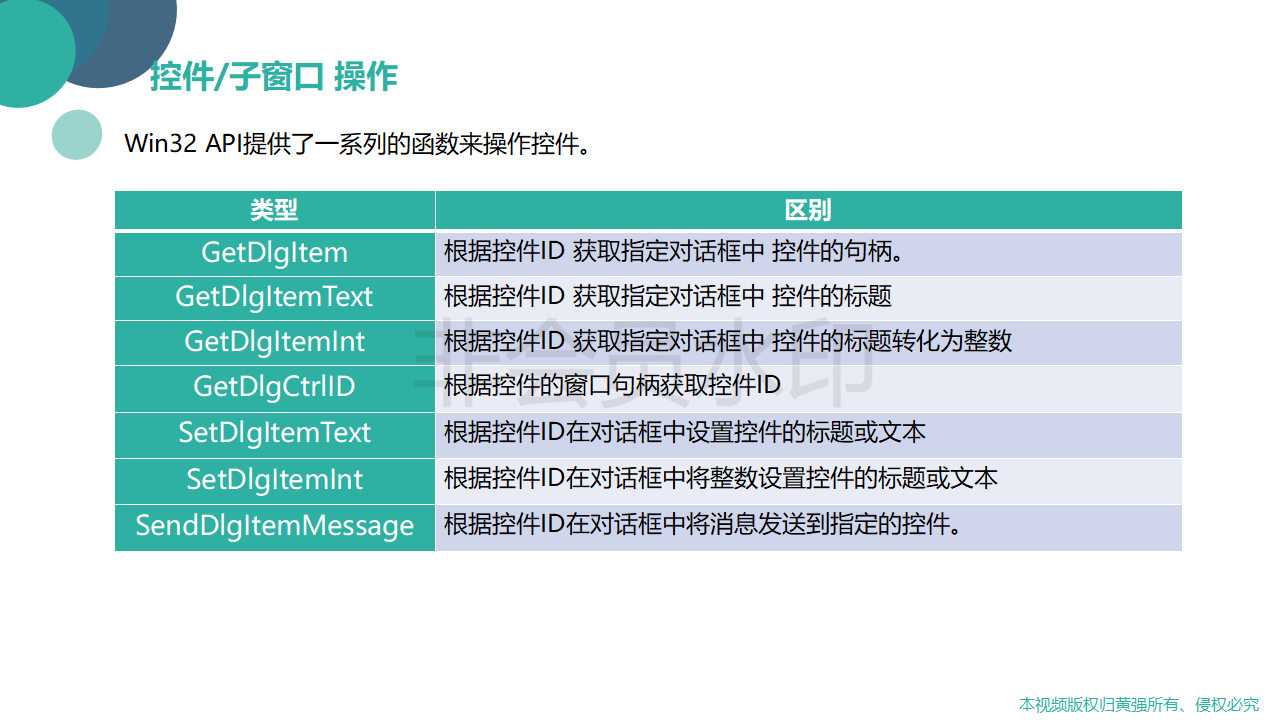 控件/子窗口 操作
Win32 API提供了一系列的函数来操作控件。
类型 区别
GetDlgItem 根据控件ID 获取指定对话框中 控件的句柄。
GetDlgItemText 根据控件ID 获取指定对话框中 控件的标题
GetDlgItemInt 根据控件ID 获取指定对话框中 控件的标题转化为整数
GetDlgCtrlID 根据控件的窗口句柄获取控件ID
SetDlgItemText 根据控件ID在对话框中设置控件的标题或文本
SetDlgItemInt 根据控件ID在对话框中将整数设置控件的标题或文本
SendDlgItemMessage 根据控件ID在对话框中将消息发送到指定的控件。
非会员水印
本视频版权归黄强所有、侵权必究